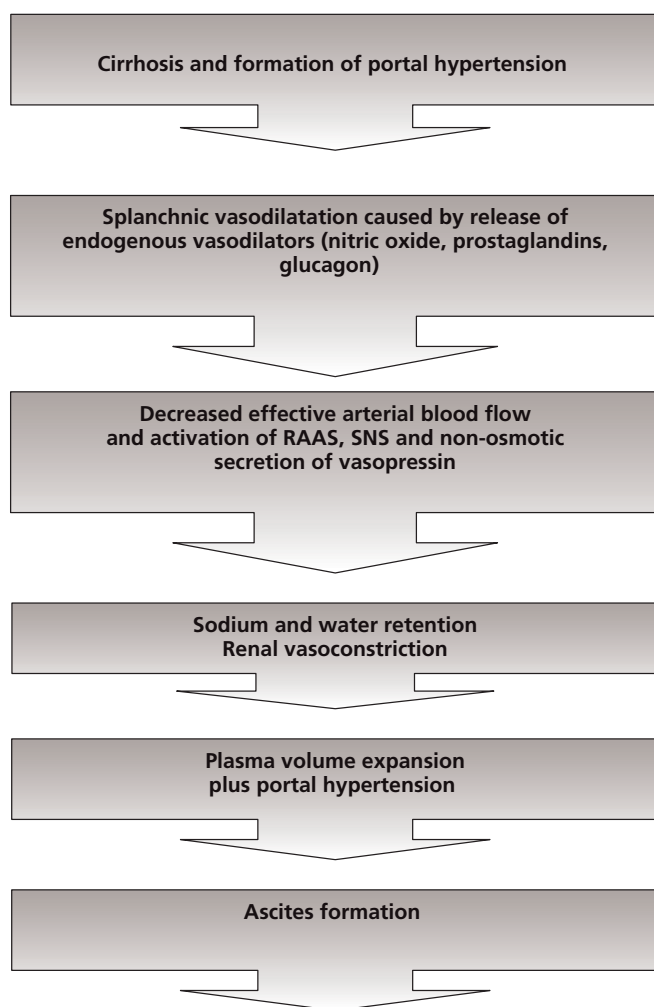 Cirrhosis and formation of portal hypertension
Splanchnic vasodilatation caused by release of
endogenous vasodilators (nitric oxide, prostaglandins,
glucagon)
Decreased effective arterial blood flow
and activation of RAAS, SNS and non-osmotic
secretion of vasopressin
Sodium and water retention
Renal vasoconstriction
Plasma volume expansion
plus portal hypertension
Ascites formation